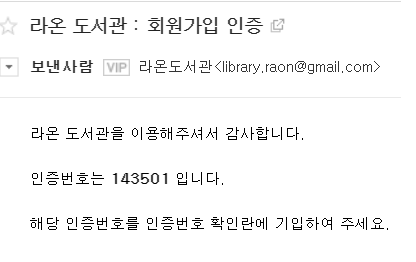 라온 도서관 : 회원가입 인증
보낸사람 VIP 라온도서관<library.raon@gmail.com>
라온 도서관을 이용해주셔서 감사합니다.
인증번호는 143501 입니다.
해당 인증번호를 인증번호 확인란에 기입하여 주세요.